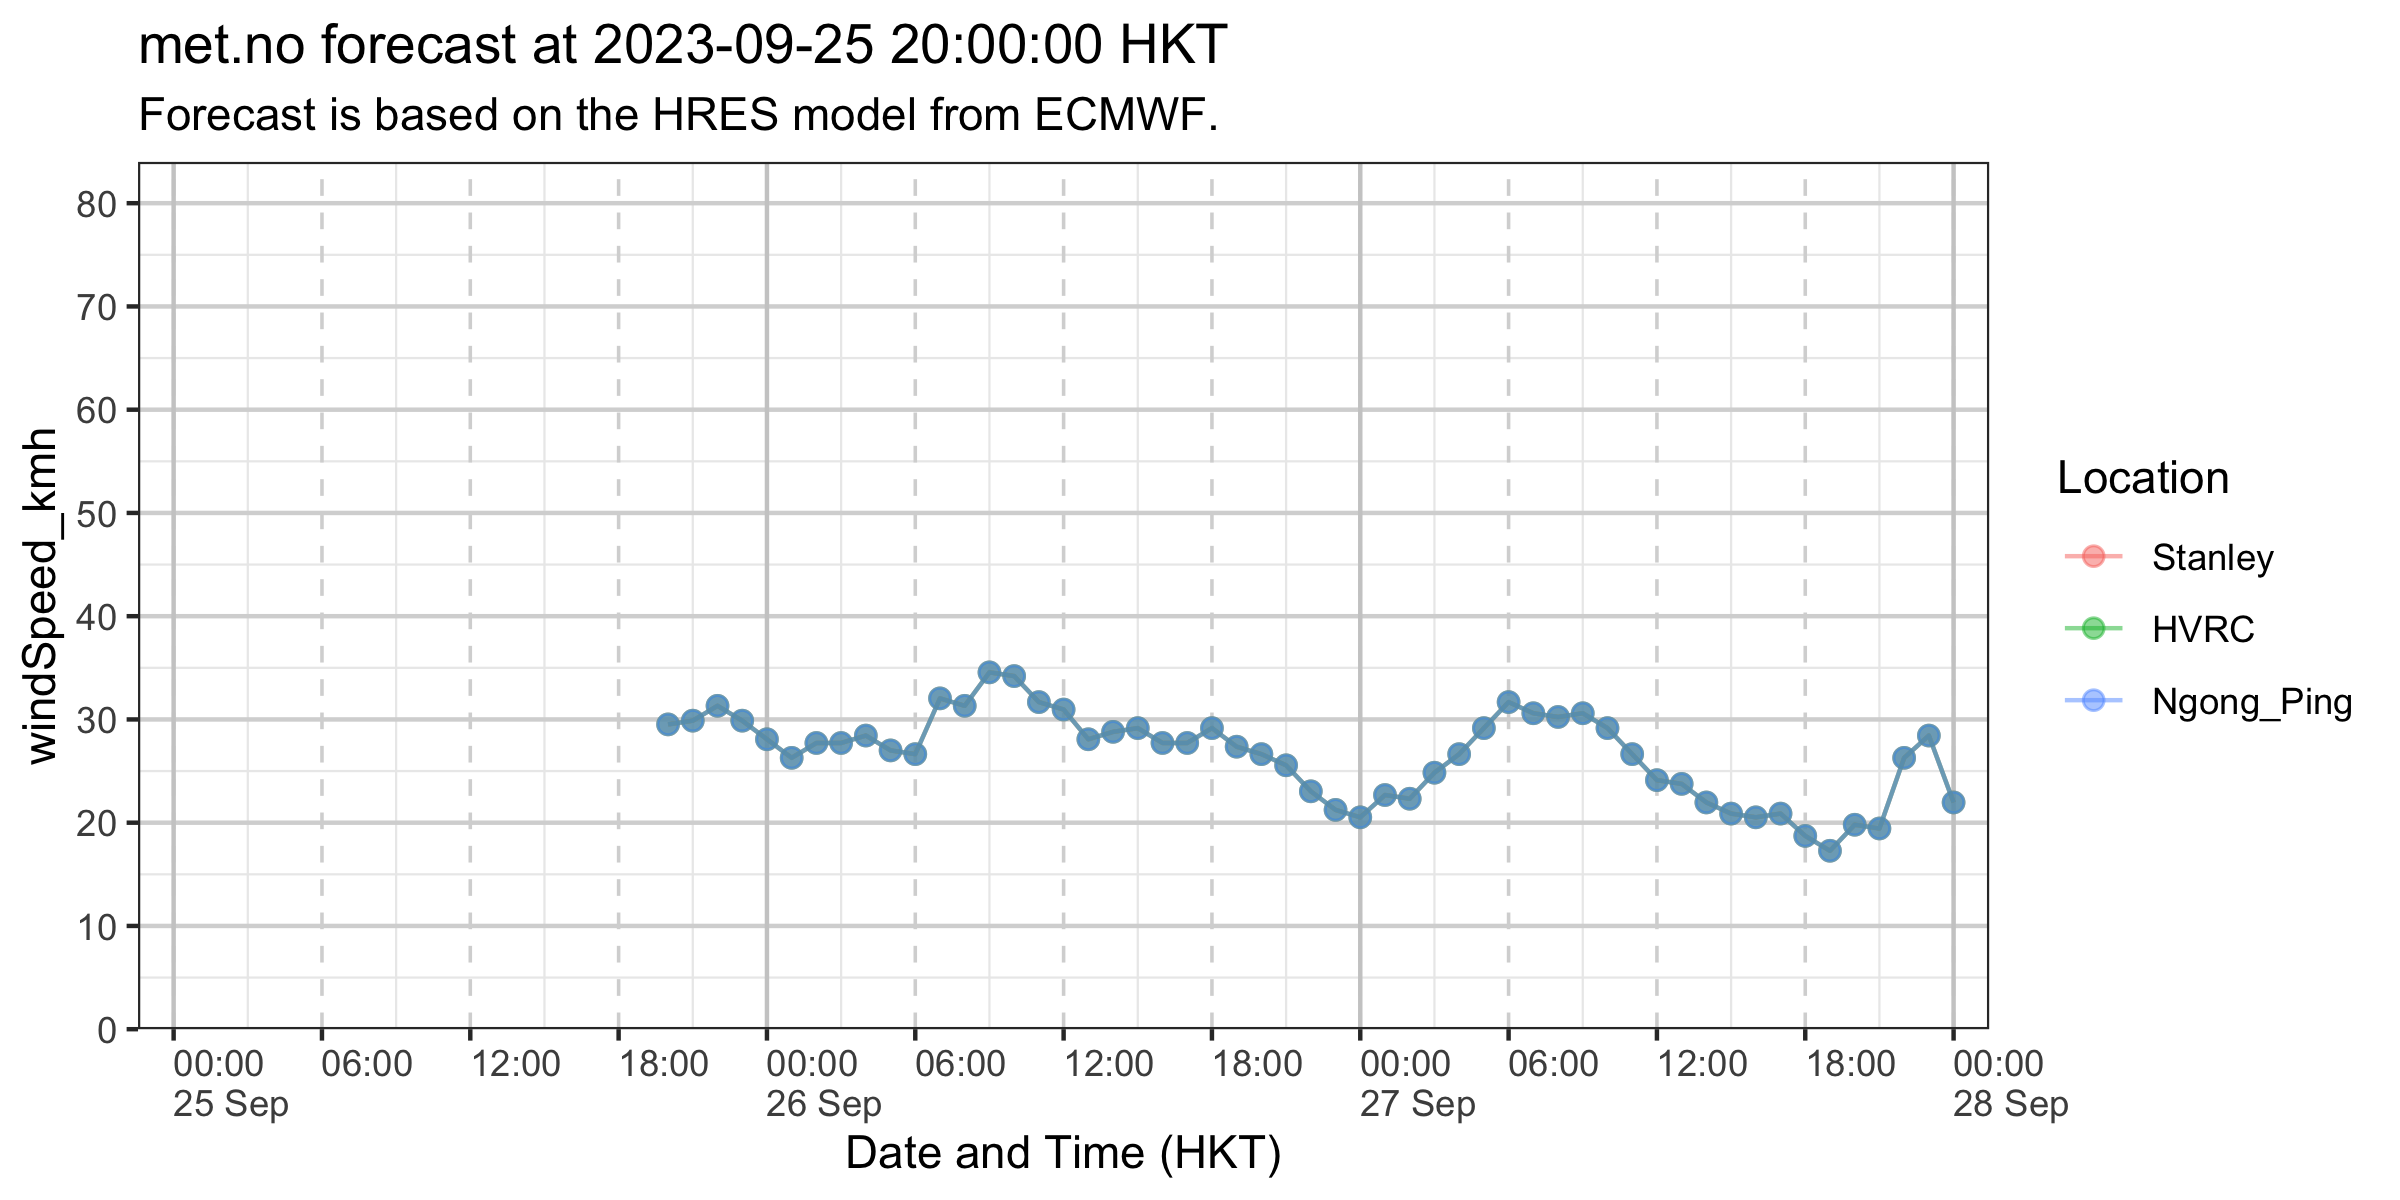 met.no forecast at 2023-09-25 20:00:00 HKT
Forecast is based on the HRES model from ECMWF.
windSpeed_kmh
80
70
60
50
40
30
20
10
0
00:00 06:00 12:00 18:00 00:00 06:00 12:00 18:00 00:00 06:00 12:00 18:00 00:00
25 Sep 26 Sep 27 Sep 28 Sep
Date and Time (HKT)
Location
Stanley
HVRC
Ngong_Ping